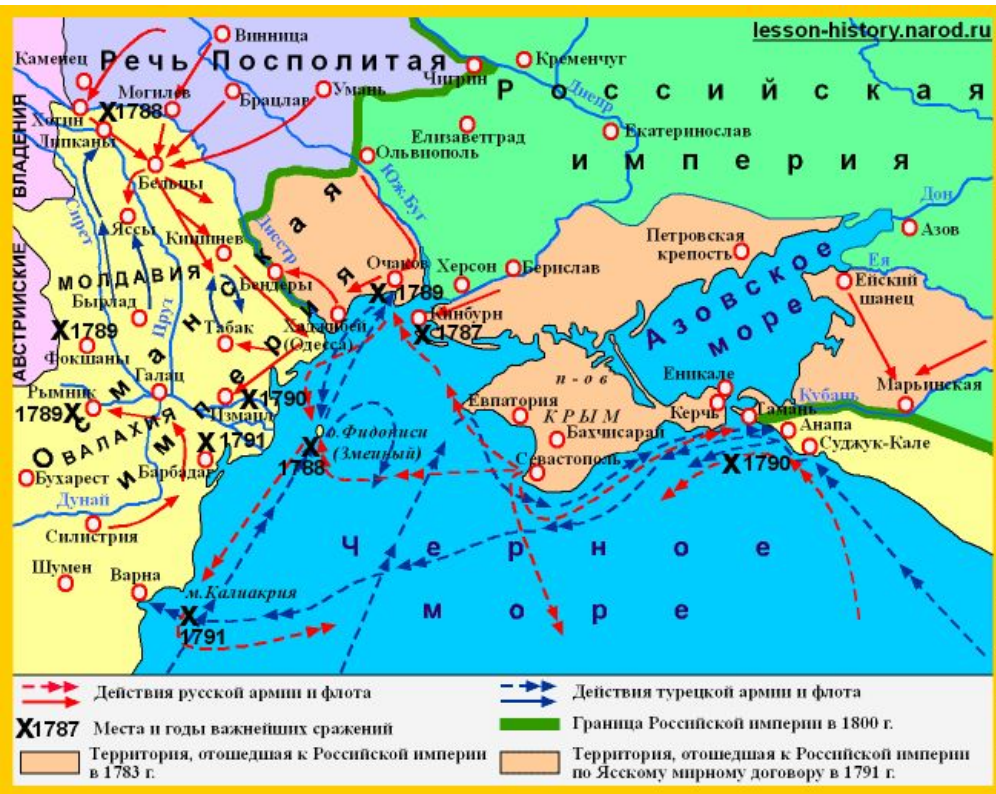 lesson-history.narod.ru
Винница
Каменец
Речь Посполитая
Кременчуг
Чигрин
Могилев
Брацлав
Умань
Российская
Днепр
Хотин
Х1788
Липканы
Елизаветград
Екатеринослав
империя
Ольвиополь
ВЛАДЕНИЯ
Бельцы
Юж.Буг
Дон
Сирет
Яссы
Днестр
Кишинев
Петровская
крепость
Азов
Ея
МОЛДАВИЯ
Бендеры
Очаков
Херсон
Берислав
Ейский
шанец
Бырлад
Прут
Х1789
Кинбурн
Х1787
Азовское
море
АВСТРИЙСКИЕ
Х1789
Фокшаны
Табак
Хаджибей
(Одесса)
п-ов
Еникале
Рымник
Галац
1789Х
Измаил
Х1790
Евпатория
КРЫМ
Керчь
Тамань
Кубань
Марьинская
ВАЛАХИЯ
Османская
империя
Бахчисарай
Анапа
Суджук-Кале
Х1791
о.Фидониси
(Змеиный)
Х
1788
Бухарест
Барбадаг
Севастополь
Х1790
Дунай
Силистрия
Черное
Шумен
Варна
м.Калиакрия
море
Х
1791
Действия русской армии и флота
Действия турецкой армии и флота
Х1787 Места и годы важнейших сражений
Граница Российской империи в 1800 г.
Территория, отошедшая к Российской империи
в 1783 г.
Территория, отошедшая к Российской империи
по Ясскому мирному договору в 1791 г.